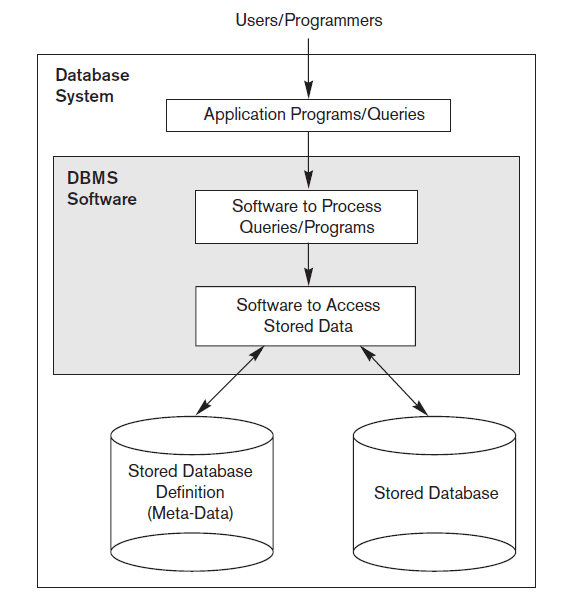 Users/Programmers
Database
System
Application Programs/Queries
DBMS
Software
Software to Process
Queries/Programs
Software to Access
Stored Data
Stored Database
Definition
(Meta-Data)
Stored Database